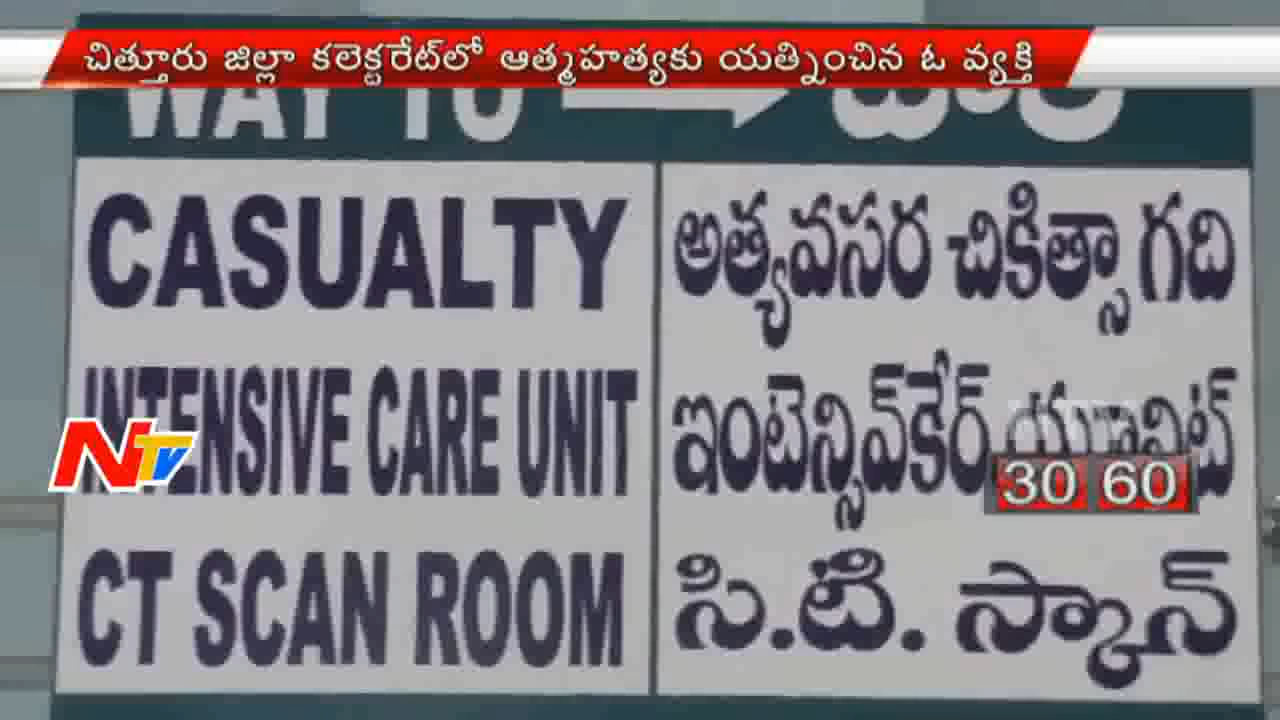 చిత్తూరు జిల్లా కలెక్టరేట్‌లో ఆత్మహత్యకు యత్నించిన ఓ వ్యక్తి
WAY TO
CASUALTY
అత్యవసర చికిత్సా గది
INTENSIVE CARE UNIT
ఇంటెన్సివ్‌కేర్ యూనిట్
NTV
30 60
CT SCAN ROOM
సి.టి. స్కాన్